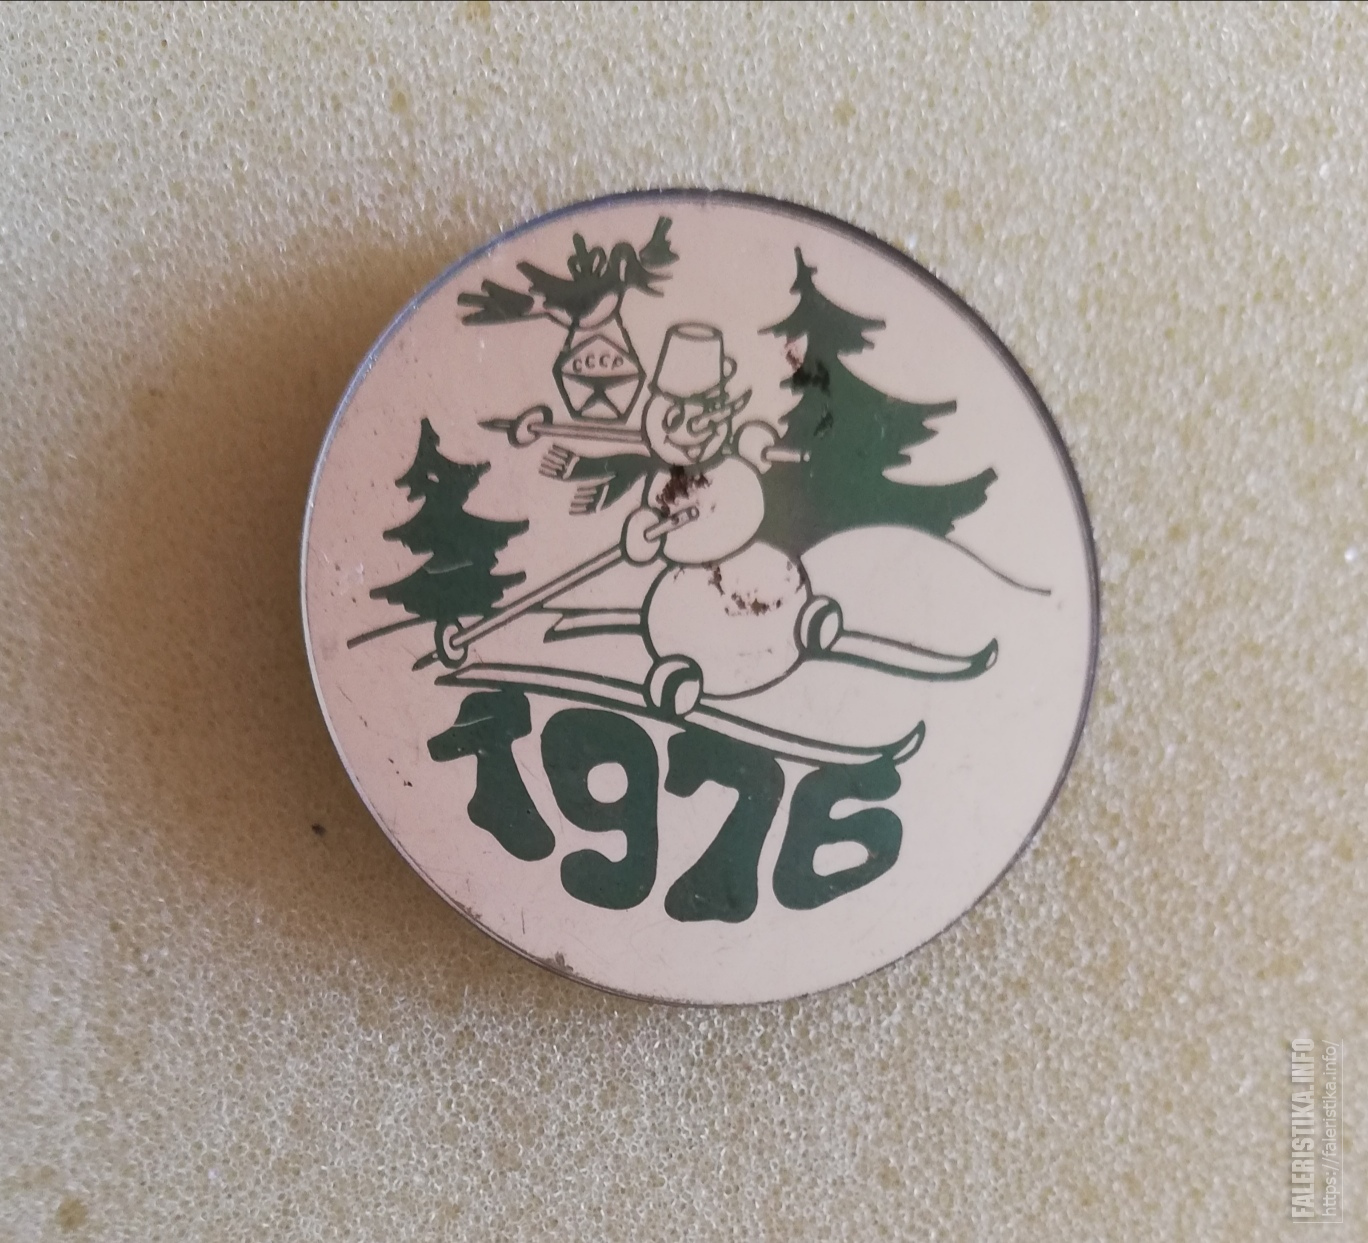 СССР
1976
FALERISTIKA.INFO
https://faleristika.info/